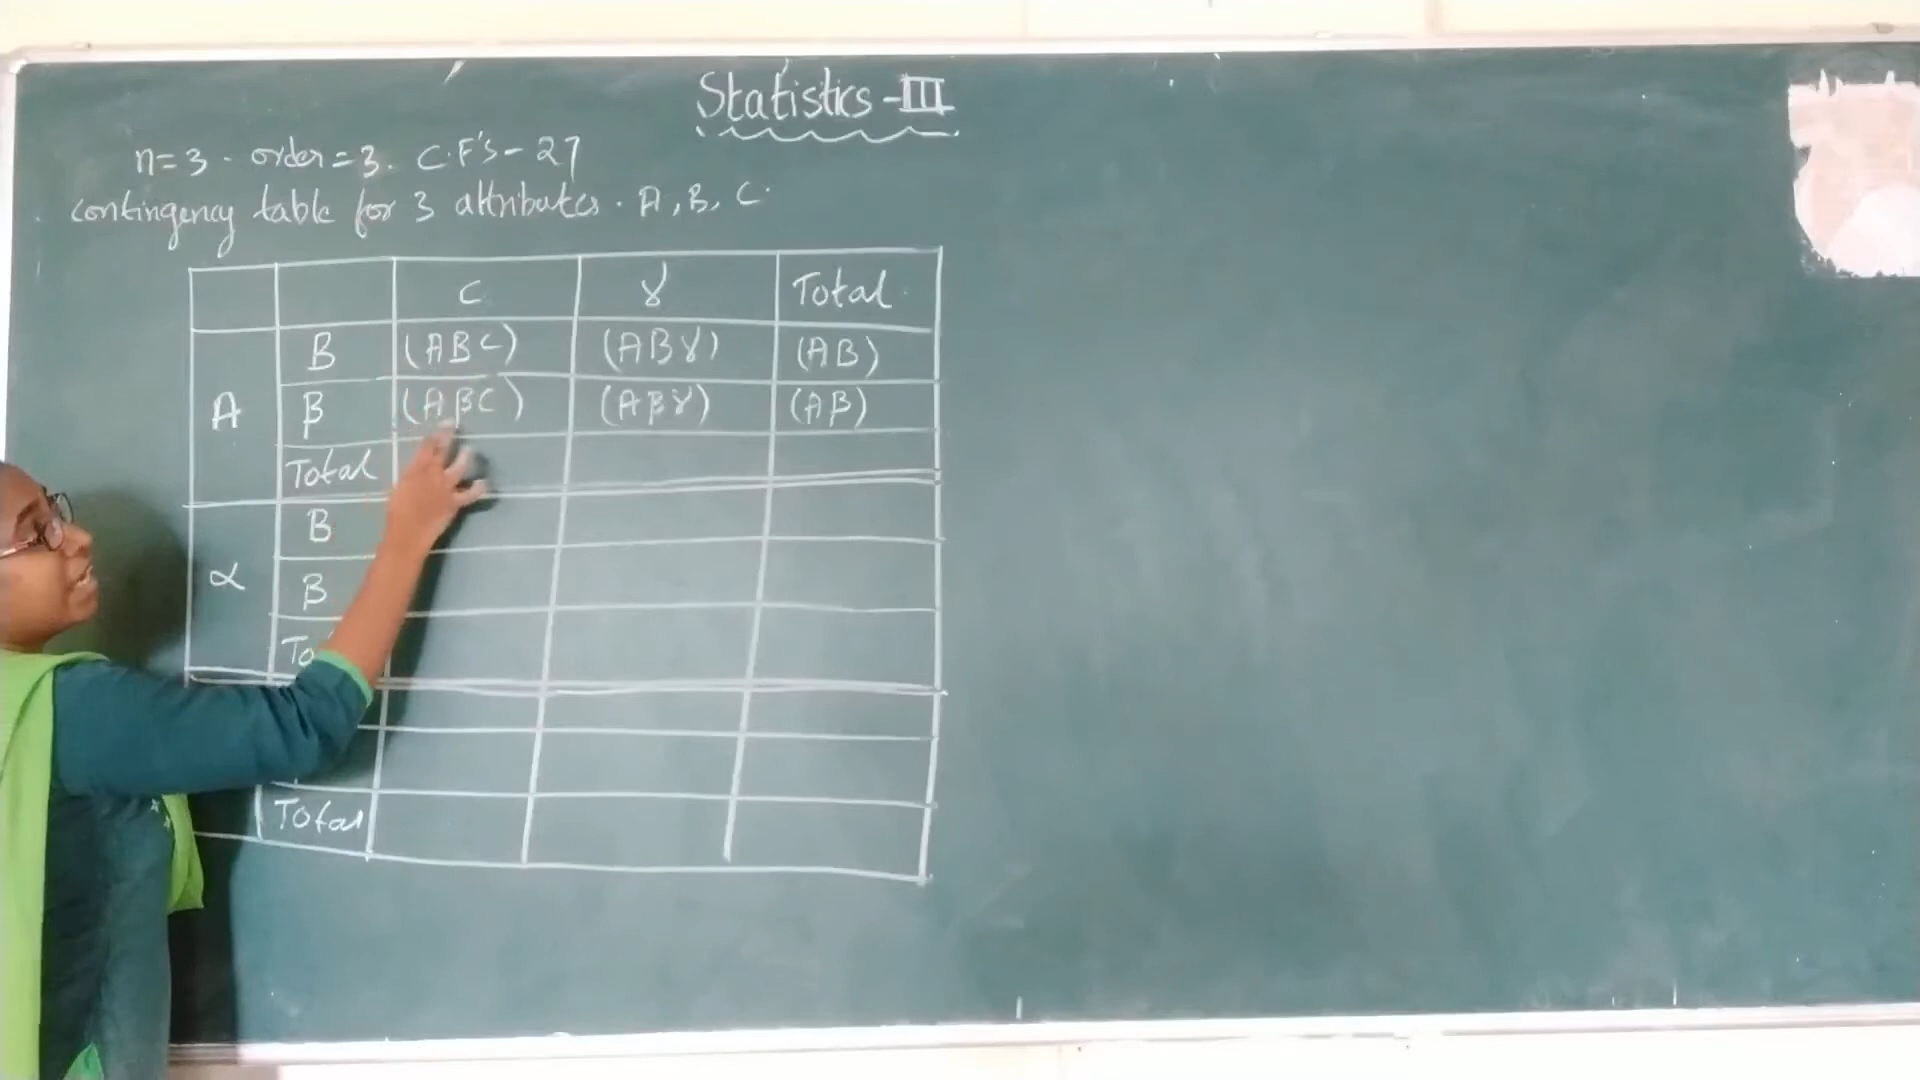 Statistics-III
n=3. order=3. C.F's-27
contingency table for 3 attributes. A, B, C.
C γ Total
A B (ABC) (ABγ) (AB)
β (AβC) (Aβγ) (Aβ)
Total
α B
β
Total